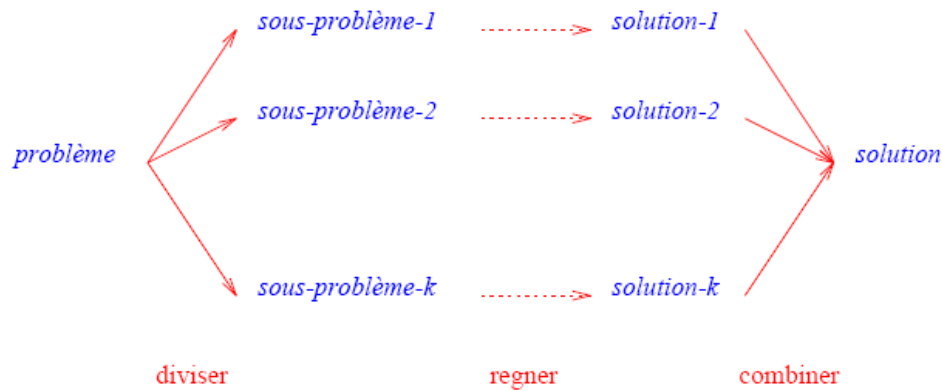 sous-problème-1 solution-1
sous-problème-2 solution-2
problème solution
sous-problème-k solution-k
diviser regner combiner